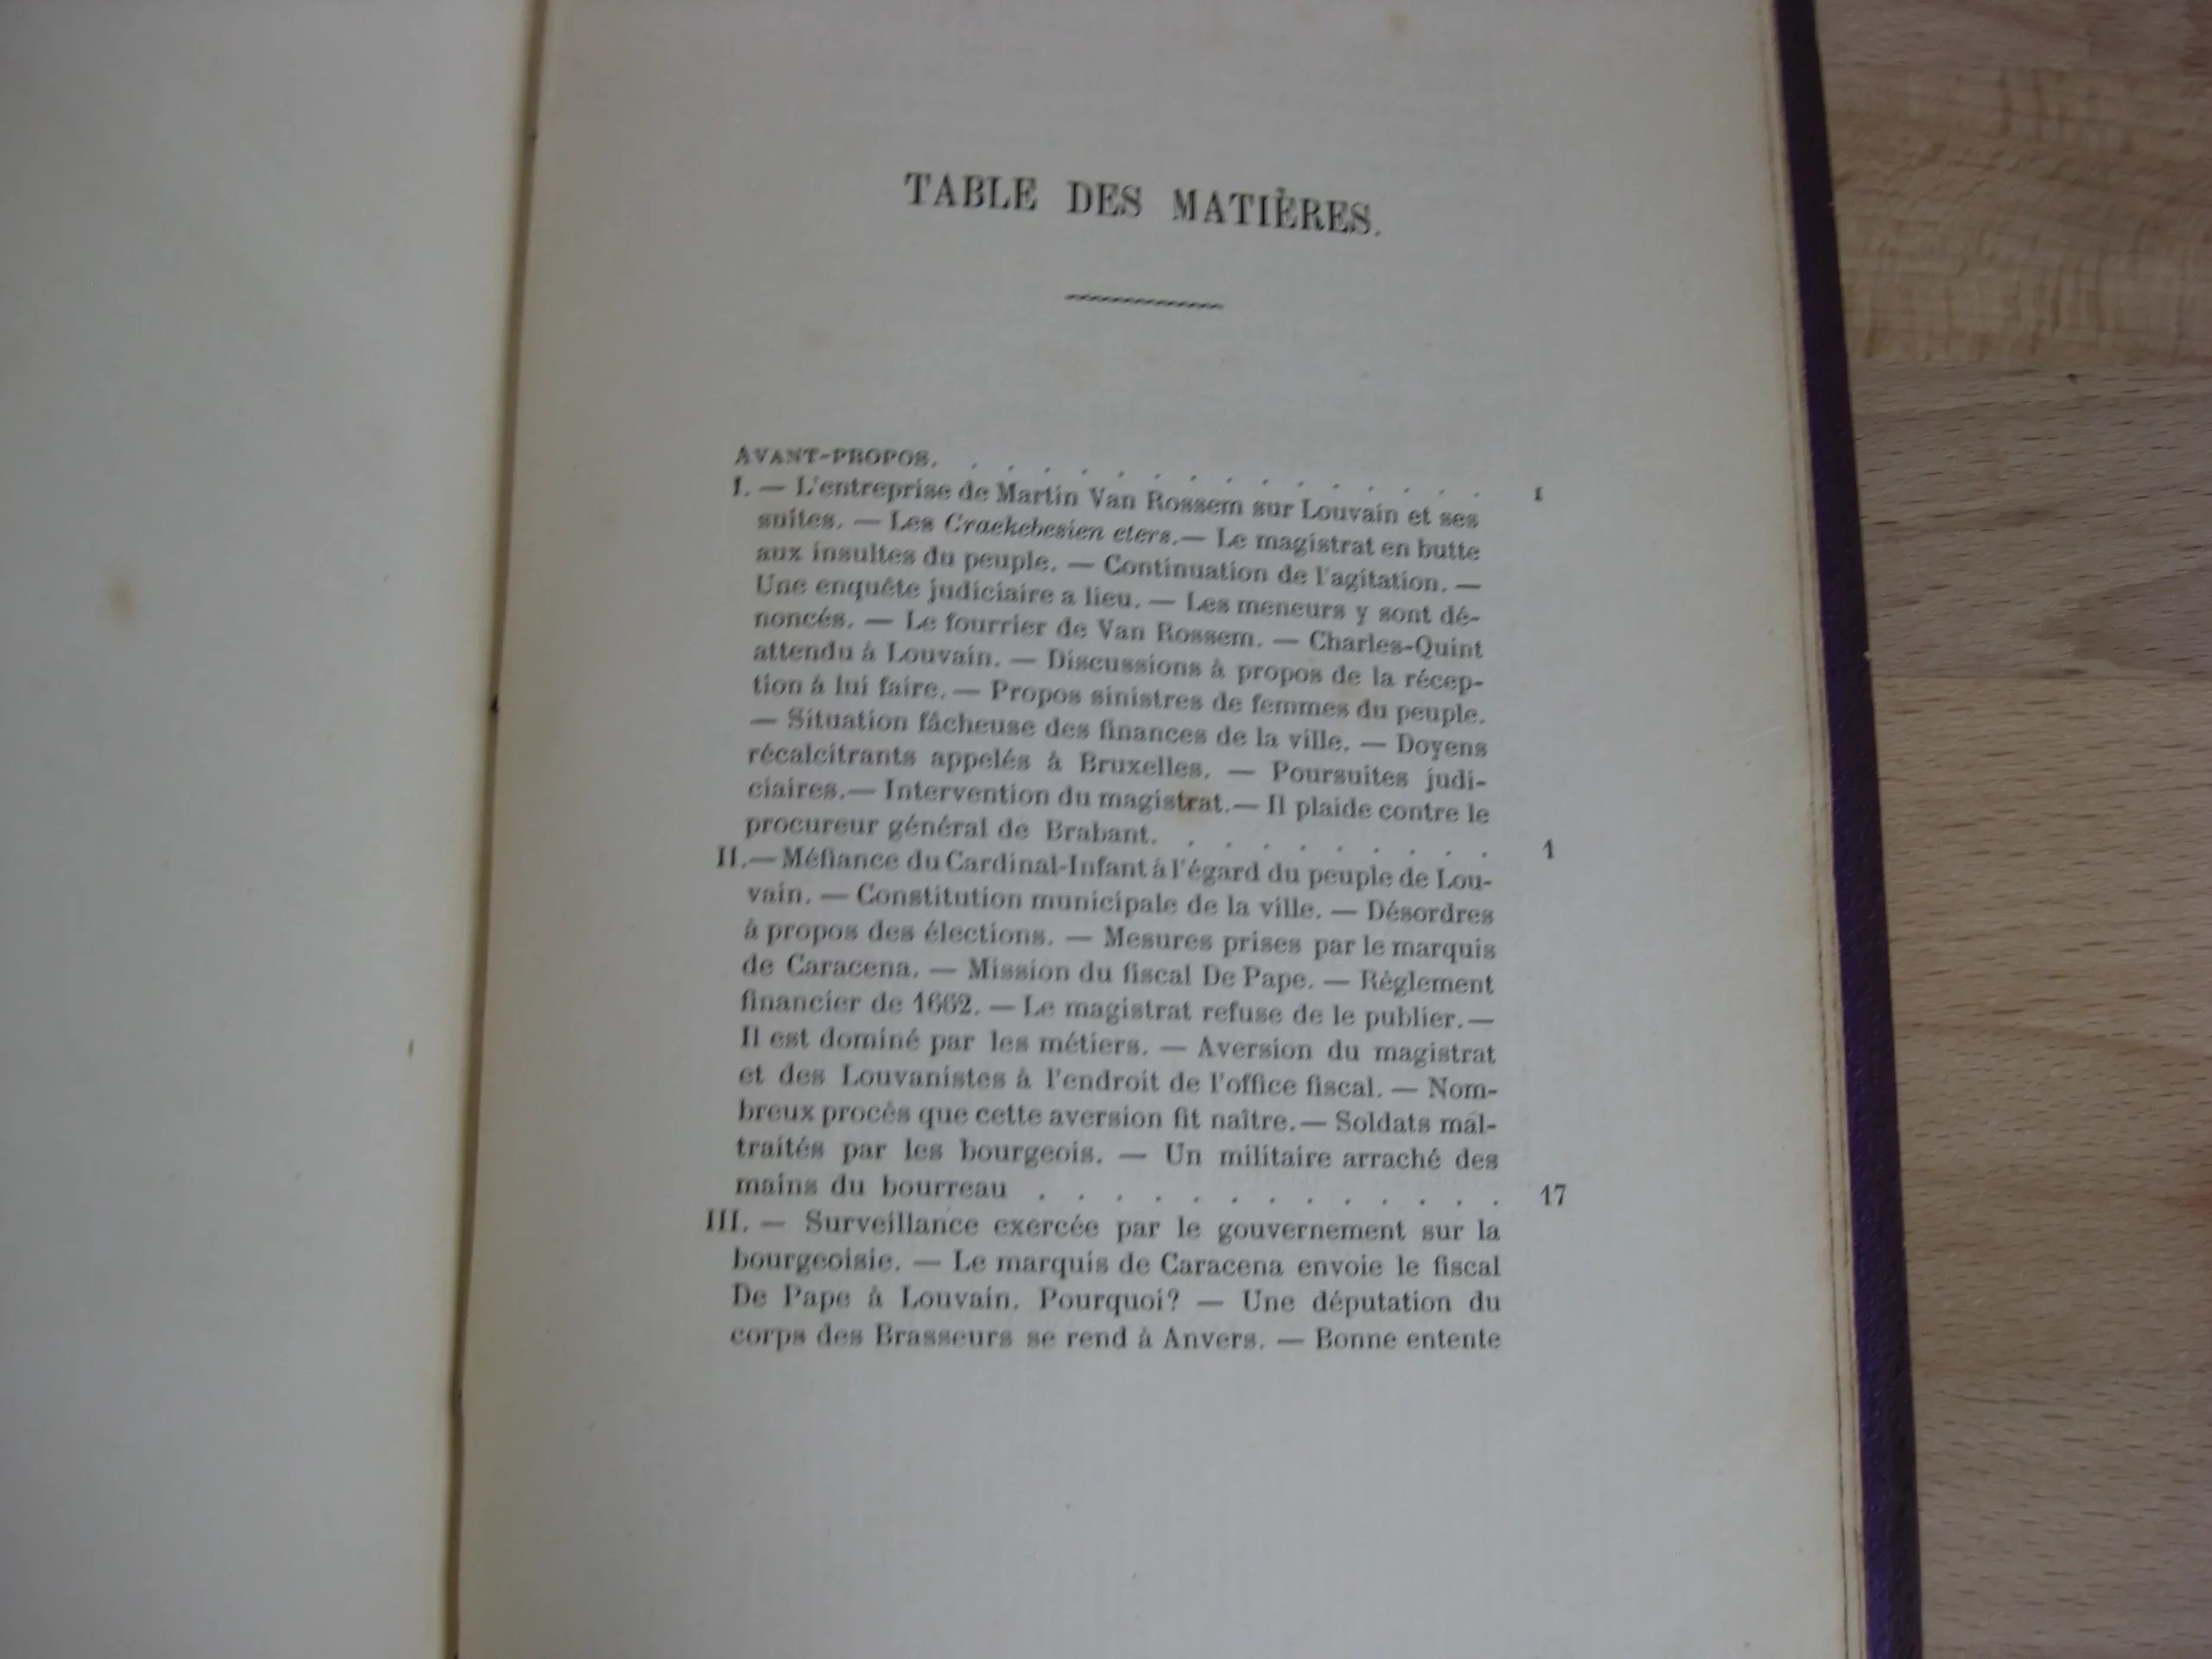 TABLE DES MATIÈRES.
AVANT-PROPOS. . . . . . . . . . . . . . . . I
I. — L'entreprise de Martin Van Rossem sur Louvain et ses
suites. — Les Crackebesien eters.— Le magistrat en butte
aux insultes du peuple. — Continuation de l'agitation. —
Une enquête judiciaire a lieu. — Les meneurs y sont dé-
noncés. — Le fourrier de Van Rossem. — Charles-Quint
attendu à Louvain. — Discussions à propos de la récep-
tion à lui faire. — Propos sinistres de femmes du peuple.
— Situation fâcheuse des finances de la ville. — Doyens
récalcitrants appelés à Bruxelles. — Poursuites judi-
ciaires.— Intervention du magistrat.— Il plaide contre le
procureur général de Brabant. . . . . . . . . . 1
II.— Méfiance du Cardinal-Infant à l'égard du peuple de Lou-
vain. — Constitution municipale de la ville. — Désordres
à propos des élections. — Mesures prises par le marquis
de Caracena. — Mission du fiscal De Pape. — Règlement
financier de 1662. — Le magistrat refuse de le publier.—
Il est dominé par les métiers. — Aversion du magistrat
et des Louvanistes à l'endroit de l'office fiscal. — Nom-
breux procès que cette aversion fit naître.— Soldats mal-
traités par les bourgeois. — Un militaire arraché des
mains du bourreau . . . . . . . . . . . . . 17
III. — Surveillance exercée par le gouvernement sur la
bourgeoisie. — Le marquis de Caracena envoie le fiscal
De Pape à Louvain. Pourquoi? — Une députation du
corps des Brasseurs se rend à Anvers. — Bonne entente